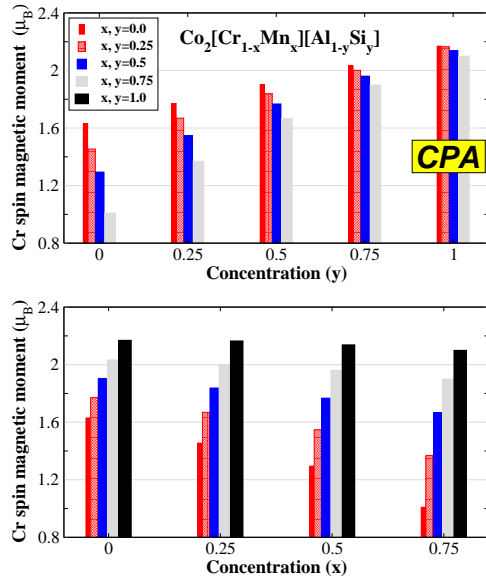 Co2[Cr1-xMnx][Al1-ySiy]
x, y=0.0
x, y=0.25
x, y=0.5
x, y=0.75
x, y=1.0
CPA
Cr spin magnetic moment (μB)
2
1.6
1.2
0.8
0 0.25 0.5 0.75 1
Concentration (y)
Cr spin magnetic moment (μB)
2.4
2
1.6
1.2
0.8
0 0.25 0.5 0.75
Concentration (x)